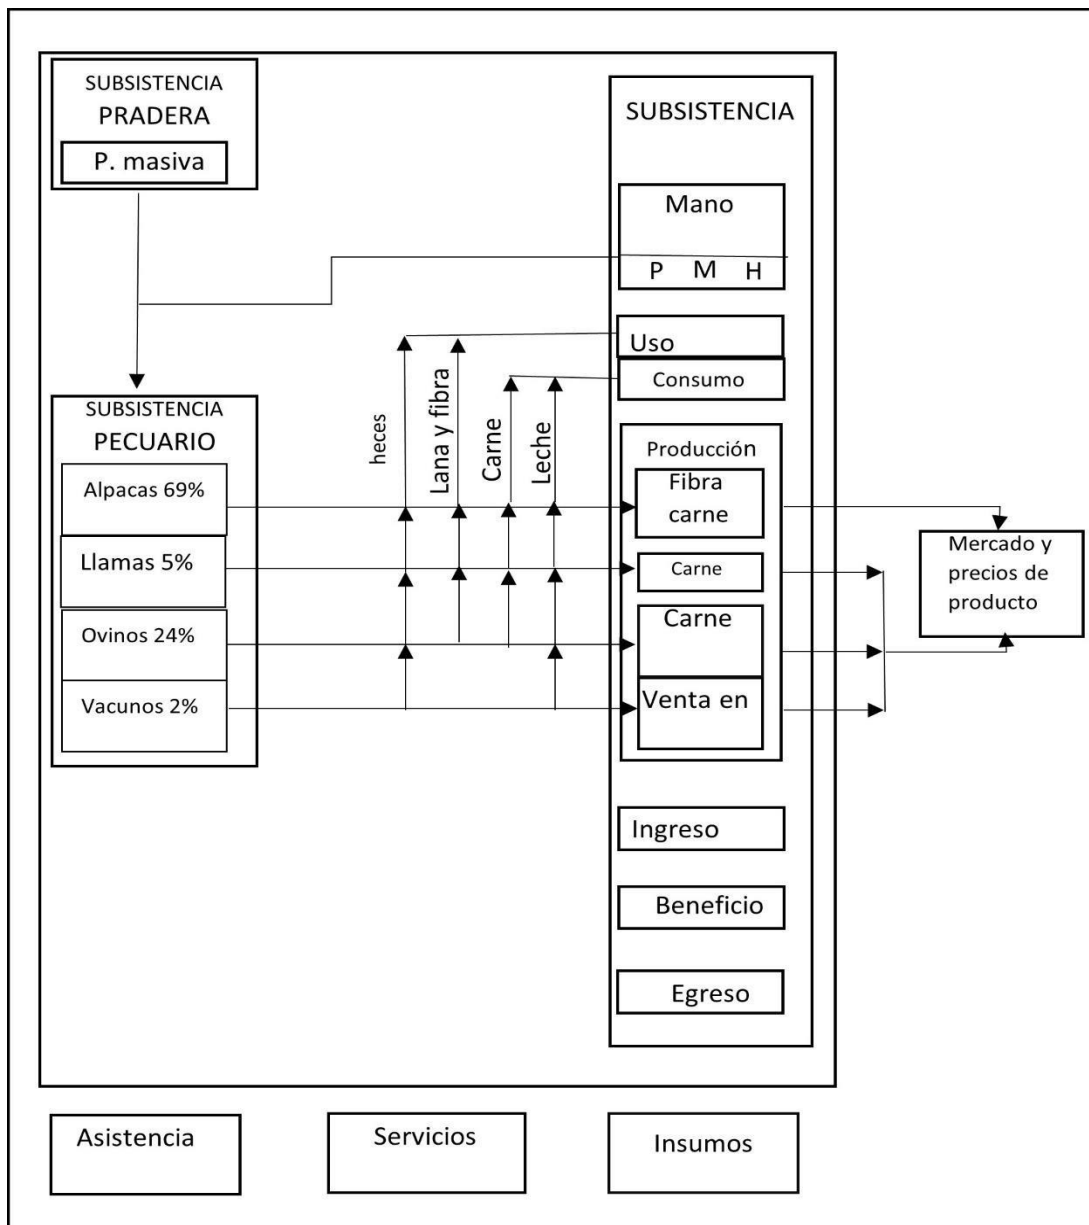 SUBSISTENCIA
PRADERA
P. masiva
SUBSISTENCIA
PECUARIO
Alpacas 69%
Llamas 5%
Ovinos 24%
Vacunos 2%
heces
Lana y fibra
Carne
Leche
SUBSISTENCIA
Mano
P M H
Uso
Consumo
Producción
Fibra
carne
Carne
Carne
Venta en
Ingreso
Beneficio
Egreso
Mercado y
precios de
producto
Asistencia
Servicios
Insumos